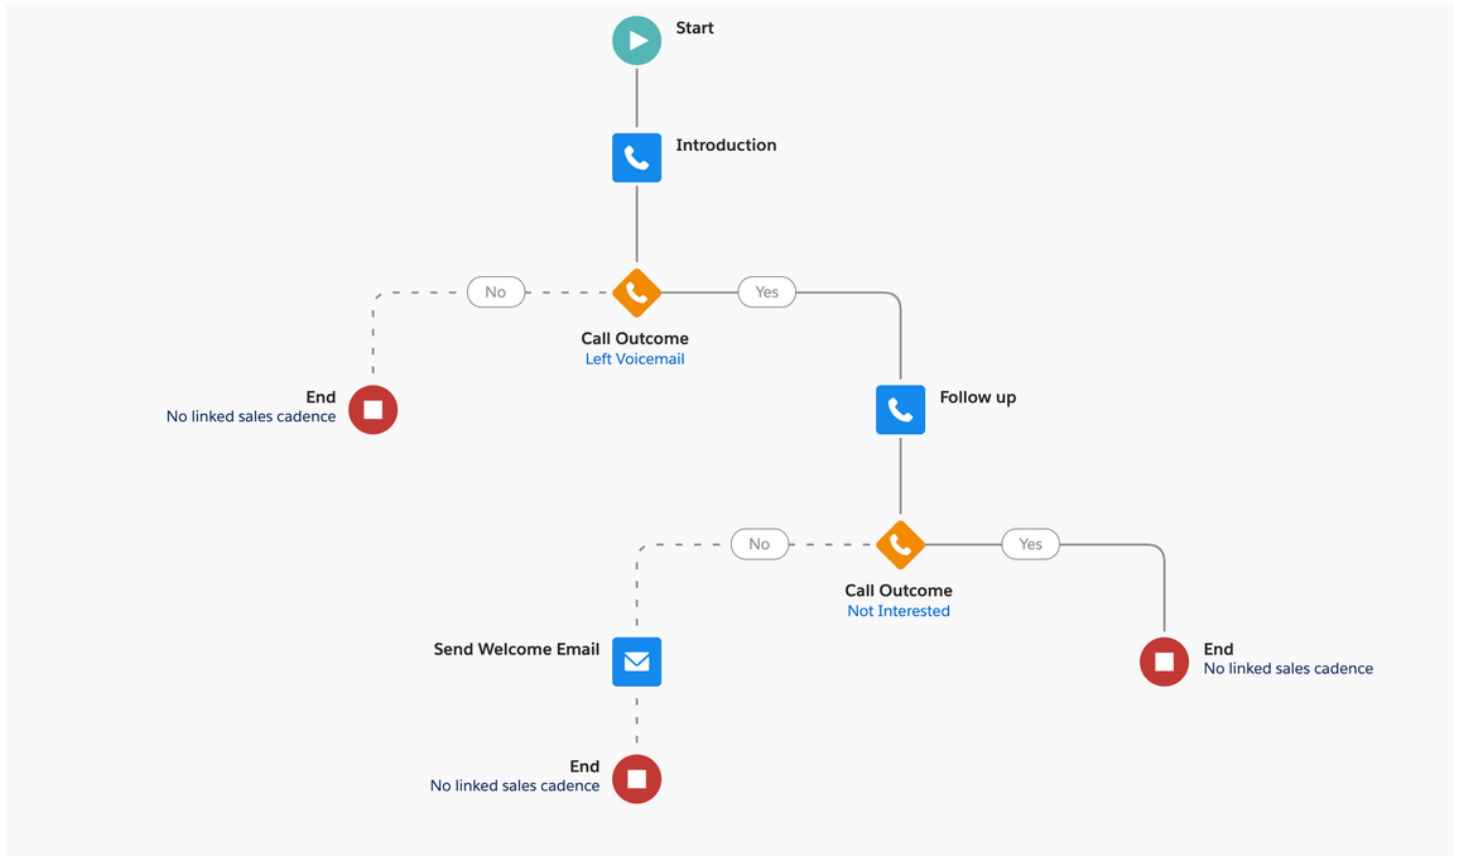 Start
Introduction
No
Yes
Call Outcome
Left Voicemail
End
No linked sales cadence
Follow up
No
Yes
Call Outcome
Not Interested
Send Welcome Email
End
No linked sales cadence
End
No linked sales cadence